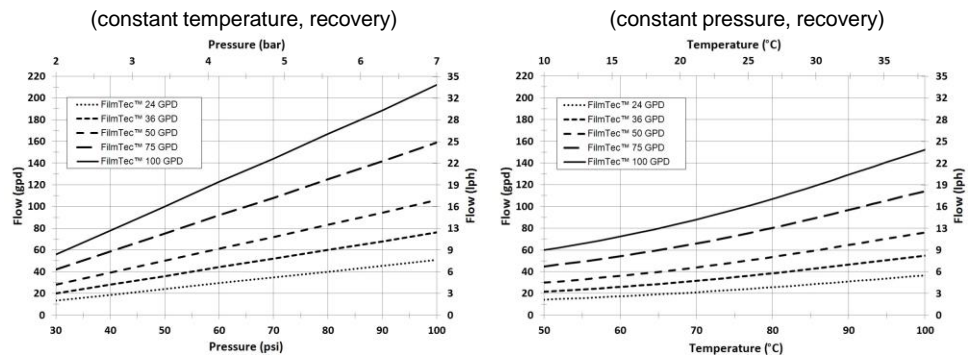 (constant temperature, recovery)
Pressure (bar)
2 3 4 5 6 7
Flow (gpd)
220
200
180
160
140
120
100
80
60
40
20
0
FilmTec™ 24 GPD
FilmTec™ 36 GPD
FilmTec™ 50 GPD
FilmTec™ 75 GPD
FilmTec™ 100 GPD
35
32
28
25
22
19
16
13
9
6
3
0
Flow (lph)
30 40 50 60 70 80 90 100
Pressure (psi)
(constant pressure, recovery)
Temperature (°C)
10 15 20 25 30 35
Flow (gpd)
220
200
180
160
140
120
100
80
60
40
20
0
FilmTec™ 24 GPD
FilmTec™ 36 GPD
FilmTec™ 50 GPD
FilmTec™ 75 GPD
FilmTec™ 100 GPD
35
32
28
25
22
19
16
13
9
6
3
0
Flow (lph)
50 60 70 80 90 100
Temperature (°C)